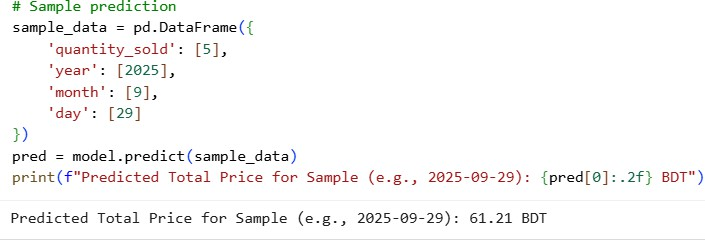 # Sample prediction
sample_data = pd.DataFrame({
    'quantity_sold': [5],
    'year': [2025],
    'month': [9],
    'day': [29]
})
pred = model.predict(sample_data)
print(f"Predicted Total Price for Sample (e.g., 2025-09-29): {pred[0]:.2f} BDT")
Predicted Total Price for Sample (e.g., 2025-09-29): 61.21 BDT